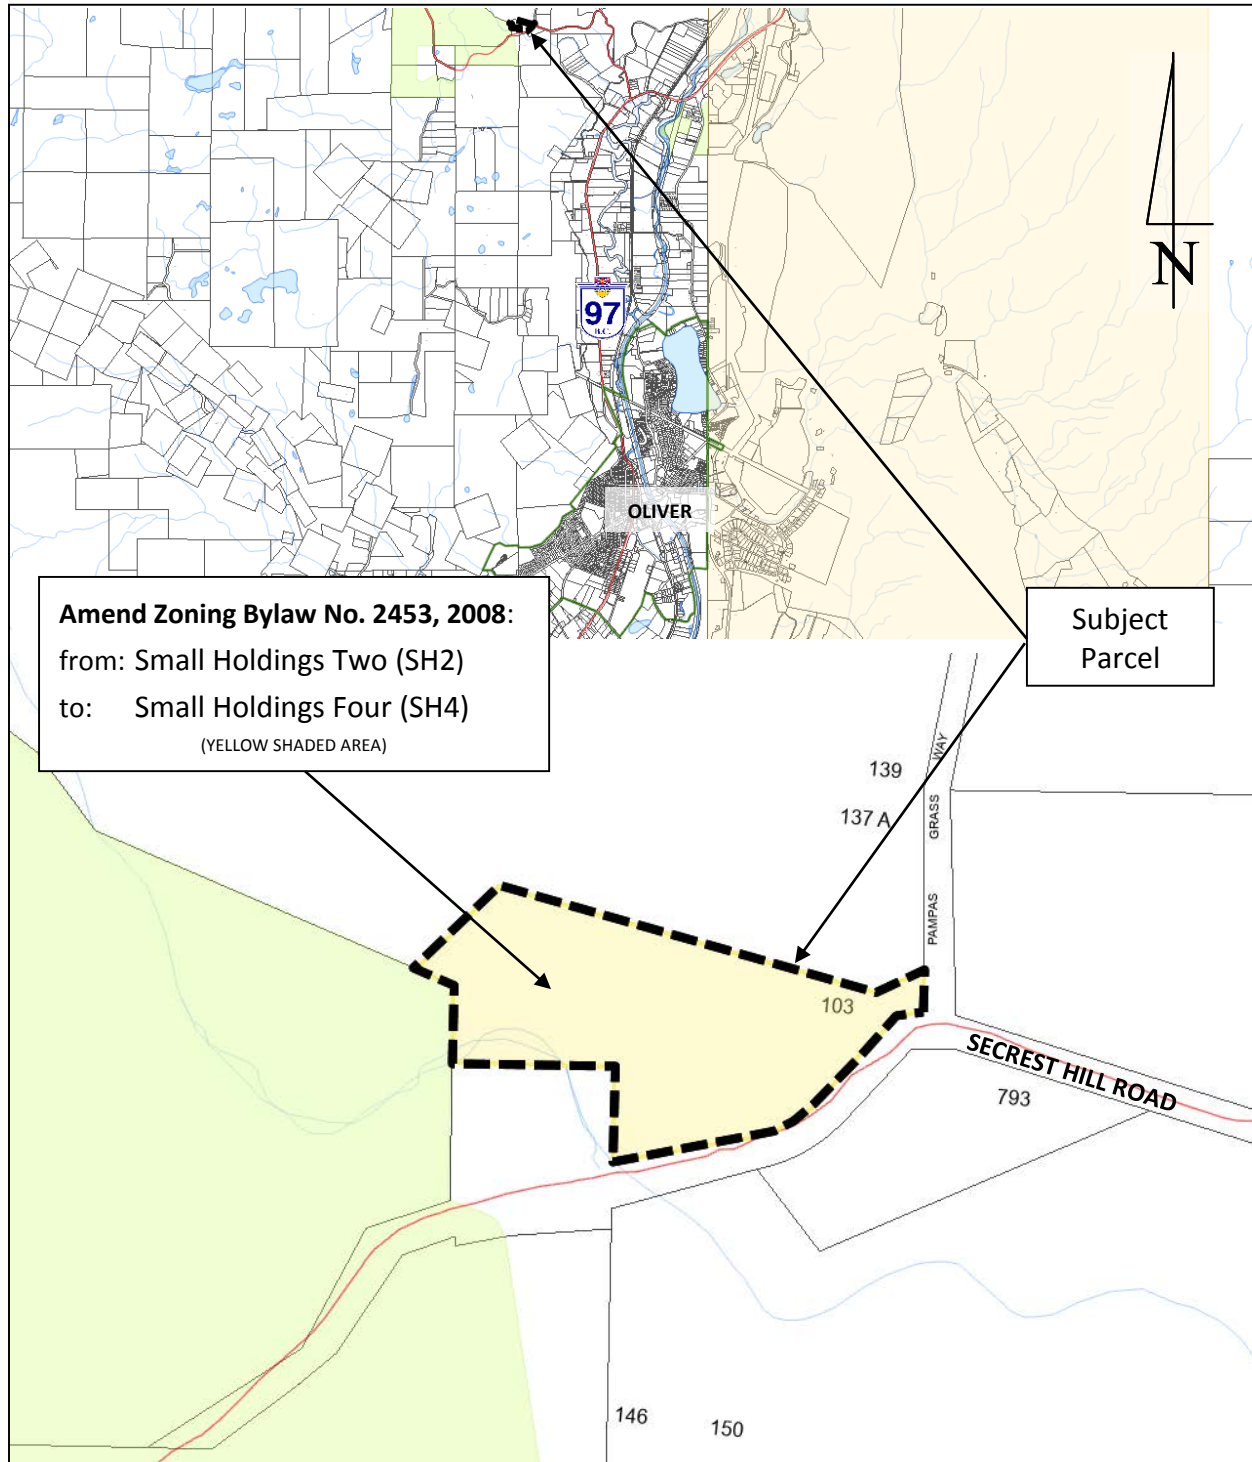 N
97
B.C.
OLIVER
Amend Zoning Bylaw No. 2453, 2008:
from: Small Holdings Two (SH2)
to: Small Holdings Four (SH4)
(YELLOW SHADED AREA)
Subject
Parcel
139
137 A
PAMPAS GRASS WAY
103
SECREST HILL ROAD
793
146
150